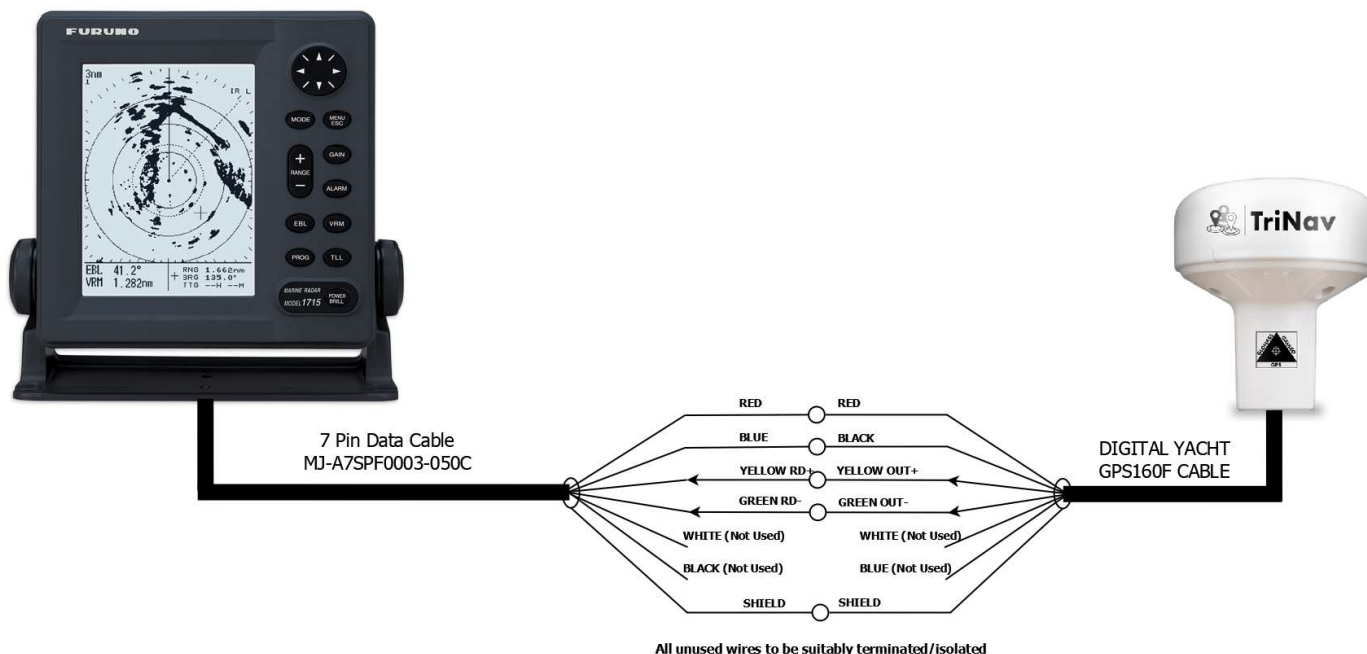 FURUNO
3nm
1
IR L
MODE
MENU
ESC
+
RANGE
−
GAIN
ALARM
EBL
VRM
PROG
TLL
EBL 41.2°
VRM 1.282nm
+
RNG 1.662nm
BRG 135.0°
TTG --H --M
MARINE RADAR
MODEL 1715
POWER
BRILL
TriNav
GPS
7 Pin Data Cable
MJ-A7SPF0003-050C
DIGITAL YACHT
GPS160F CABLE
RED RED
BLUE BLACK
YELLOW RD+ YELLOW OUT+
GREEN RD- GREEN OUT-
WHITE (Not Used) WHITE (Not Used)
BLACK (Not Used) BLUE (Not Used)
SHIELD SHIELD
All unused wires to be suitably terminated/isolated